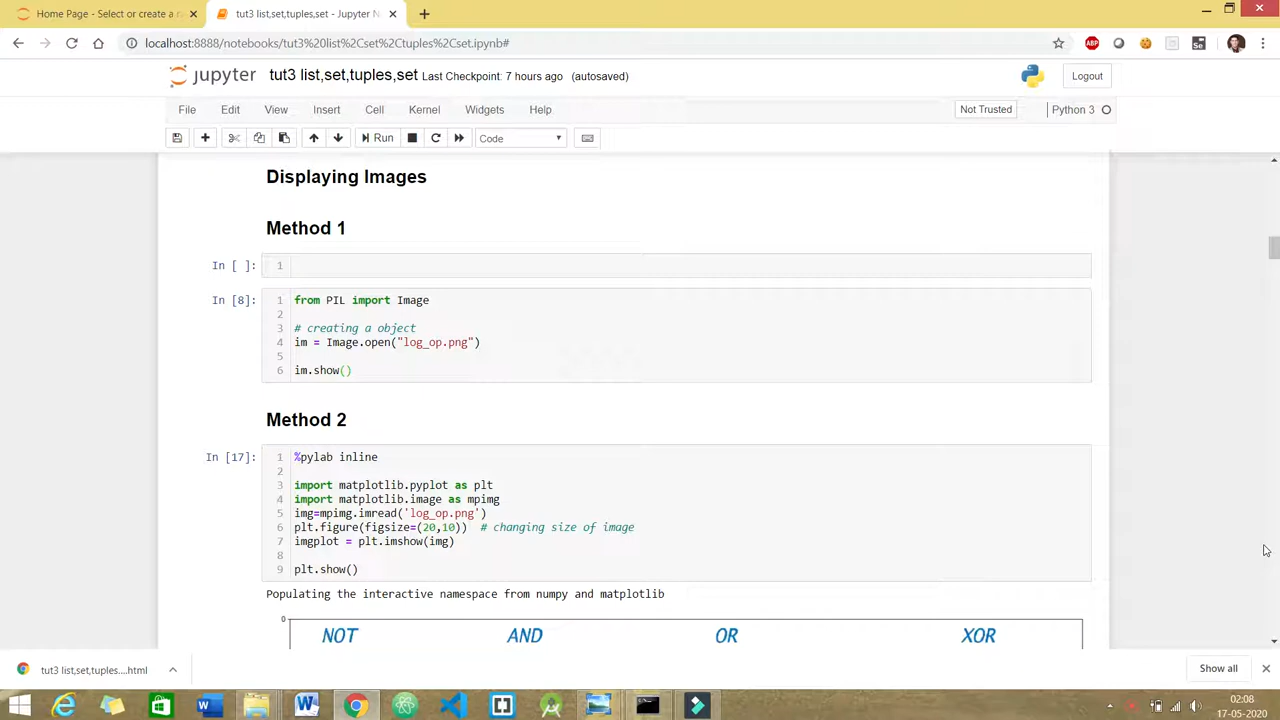 Home Page - Select or create a n
tut3 list,set,tuples,set - Jupyter N
localhost:8888/notebooks/tut3%20list%2Cset%2Ctuples%2Cset.ipynb#
ABP
Se
jupyter tut3 list,set,tuples,set Last Checkpoint: 7 hours ago (autosaved)
Logout
File Edit View Insert Cell Kernel Widgets Help
Not Trusted
Python 3
Run
Code
Displaying Images
Method 1
In [ ]:
1
In [8]:
1 from PIL import Image
2
3 # creating a object
4 im = Image.open("log_op.png")
5
6 im.show()
Method 2
In [17]:
1 %pylab inline
2
3 import matplotlib.pyplot as plt
4 import matplotlib.image as mpimg
5 img=mpimg.imread('log_op.png')
6 plt.figure(figsize=(20,10)) # changing size of image
7 imgplot = plt.imshow(img)
8
9 plt.show()
Populating the interactive namespace from numpy and matplotlib
0
NOT AND OR XOR
tut3 list,set,tuples....html
Show all
02:08
17-05-2020